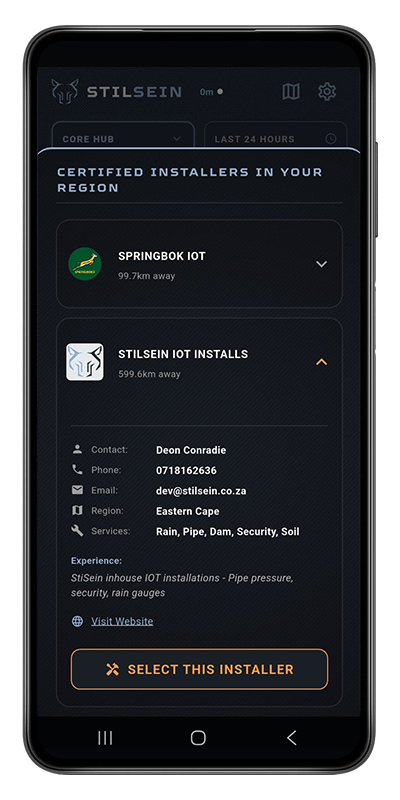 STILSEIN 0m
CORE HUB LAST 24 HOURS
CERTIFIED INSTALLERS IN YOUR
REGION
SPRINGBOK IOT
99.7km away
SPRINGBOKS
STILSEIN IOT INSTALLS
599.6km away
Contact: Deon Conradie
Phone: 0718162636
Email: dev@stilsein.co.za
Region: Eastern Cape
Services: Rain, Pipe, Dam, Security, Soil
Experience:
StiSein inhouse IOT installations - Pipe pressure,
security, rain gauges
Visit Website
SELECT THIS INSTALLER